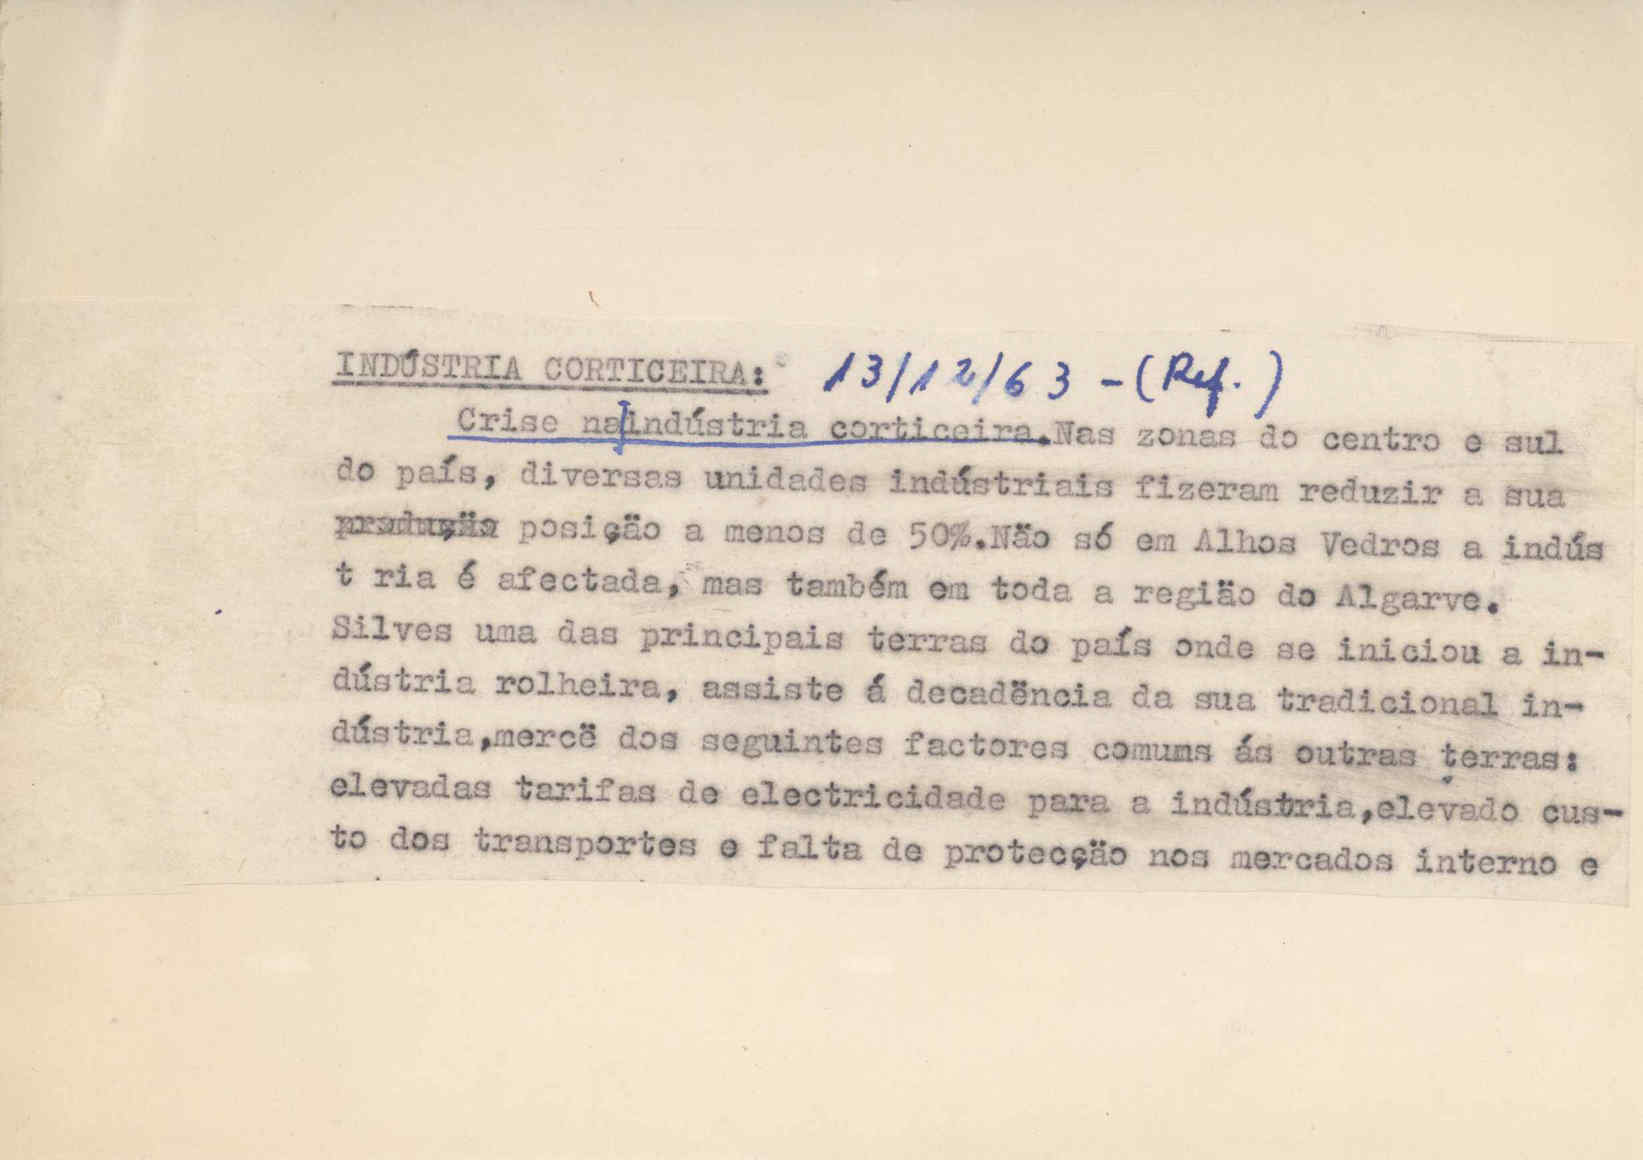 INDÚSTRIA CORTICEIRA: 13/12/63 - (Ref.)
Crise na indústria corticeira.Nas zonas do centro e sul
do país, diversas unidades indústriais fizeram reduzir a sua
produção posição a menos de 50%.Não só em Alhos Vedros a indús
t ria é afectada, mas também em toda a região do Algarve.
Silves uma das principais terras do país onde se iniciou a in-
dústria rolheira, assiste á decadëncia da sua tradicional in-
dústria,mercë dos seguintes factores comums ás outras terras:
elevadas tarifas de electricidade para a indústria,elevado cus-
to dos transportes e falta de protecção nos mercados interno e